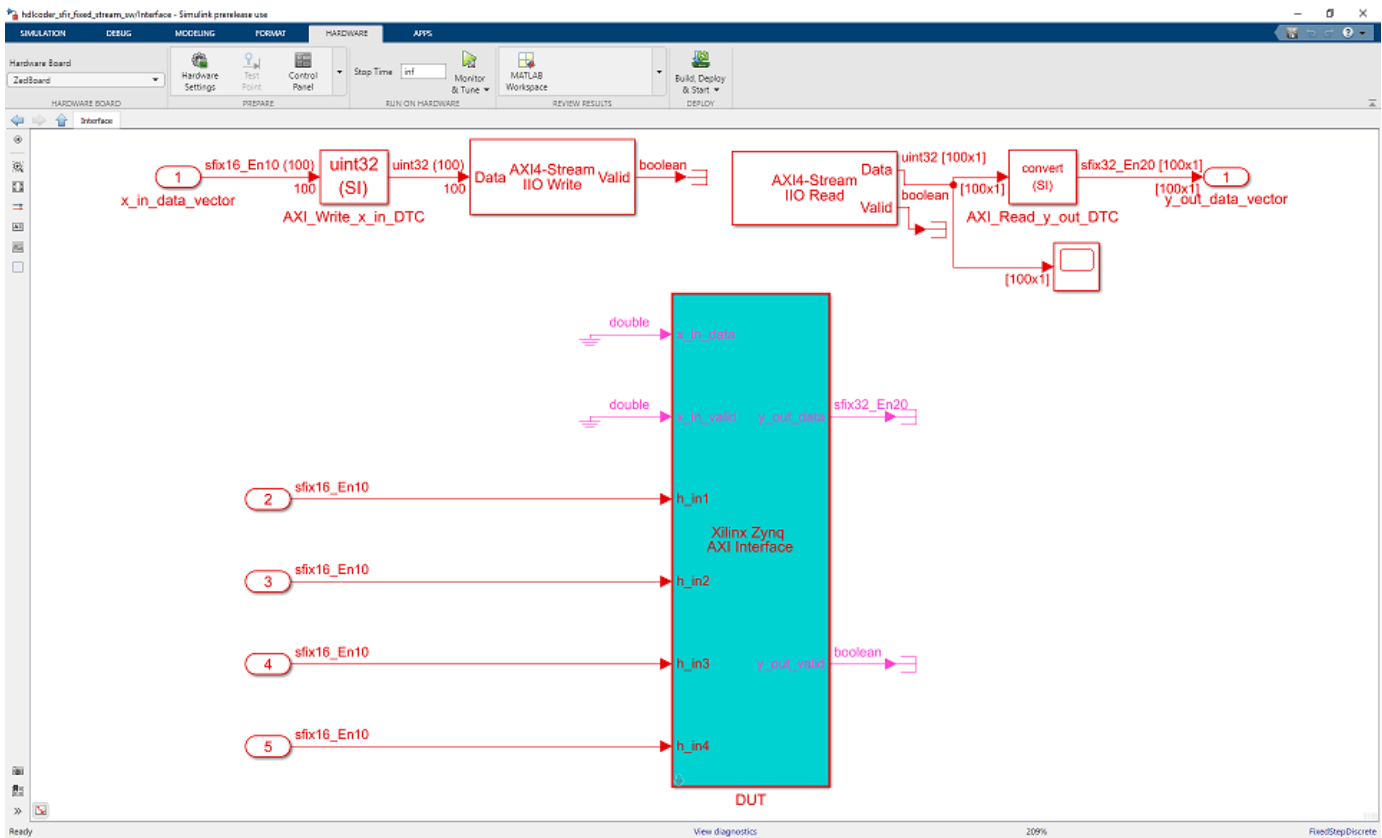 hdlcoder_sfir_fixed_stream_sw/Interface - Simulink prerelease use
SIMULATION DEBUG MODELING FORMAT HARDWARE APPS
Hardware Board
ZedBoard
Hardware Settings
Test Point
Control Panel
Stop Time inf
Monitor & Tune
MATLAB Workspace
Build, Deploy & Start
HARDWARE BOARD PREPARE RUN ON HARDWARE REVIEW RESULTS DEPLOY
Interface
1
x_in_data_vector
sfix16_En10 (100)
100
uint32
(SI)
AXI_Write_x_in_DTC
uint32 (100)
100
Data
AXI4-Stream
IIO Write
Valid
boolean
AXI4-Stream
IIO Read
Data
Valid
uint32 [100x1]
boolean
[100x1]
convert
(SI)
AXI_Read_y_out_DTC
sfix32_En20 [100x1]
[100x1]
1
y_out_data_vector
[100x1]
double
x_in_data
double
x_in_valid
y_out_data
sfix32_En20
2
sfix16_En10
h_in1
Xilinx Zynq
AXI Interface
3
sfix16_En10
h_in2
4
sfix16_En10
h_in3
y_out_valid
boolean
5
sfix16_En10
h_in4
DUT
Ready View diagnostics 209% FixedStepDiscrete